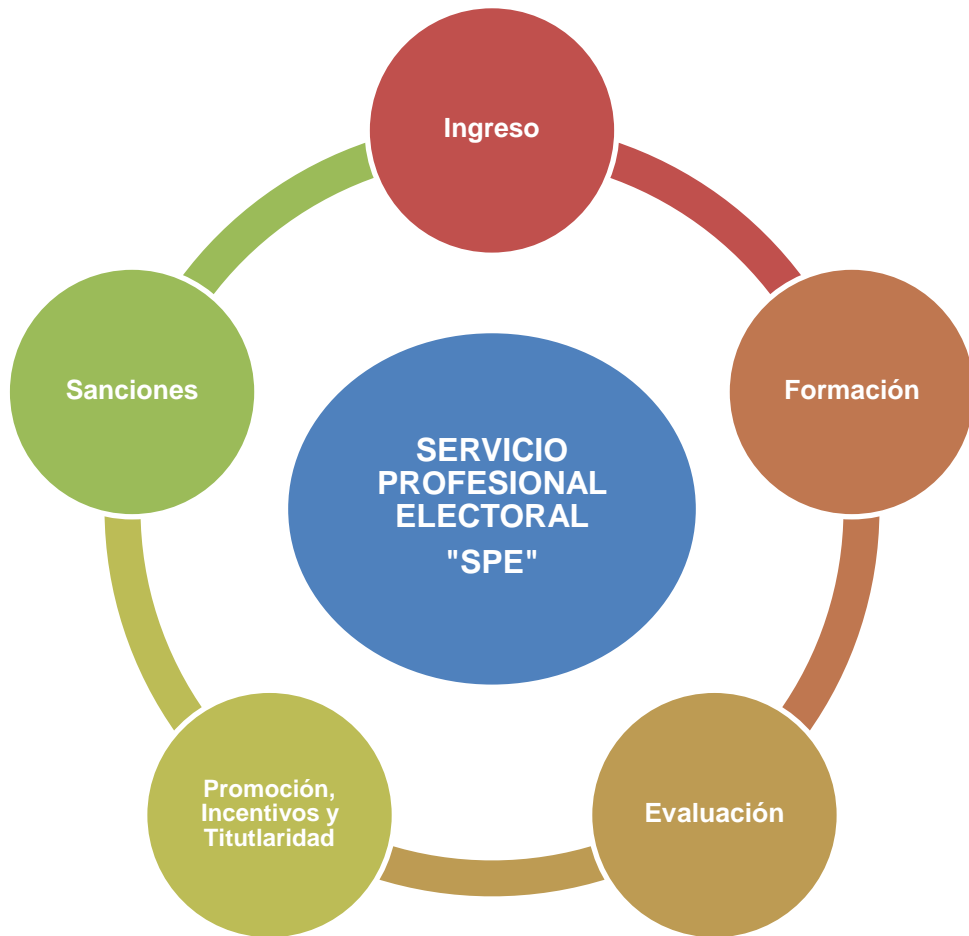 Ingreso
Formación
Sanciones
SERVICIO
PROFESIONAL
ELECTORAL
"SPE"
Promoción,
Incentivos y
Titutlaridad
Evaluación